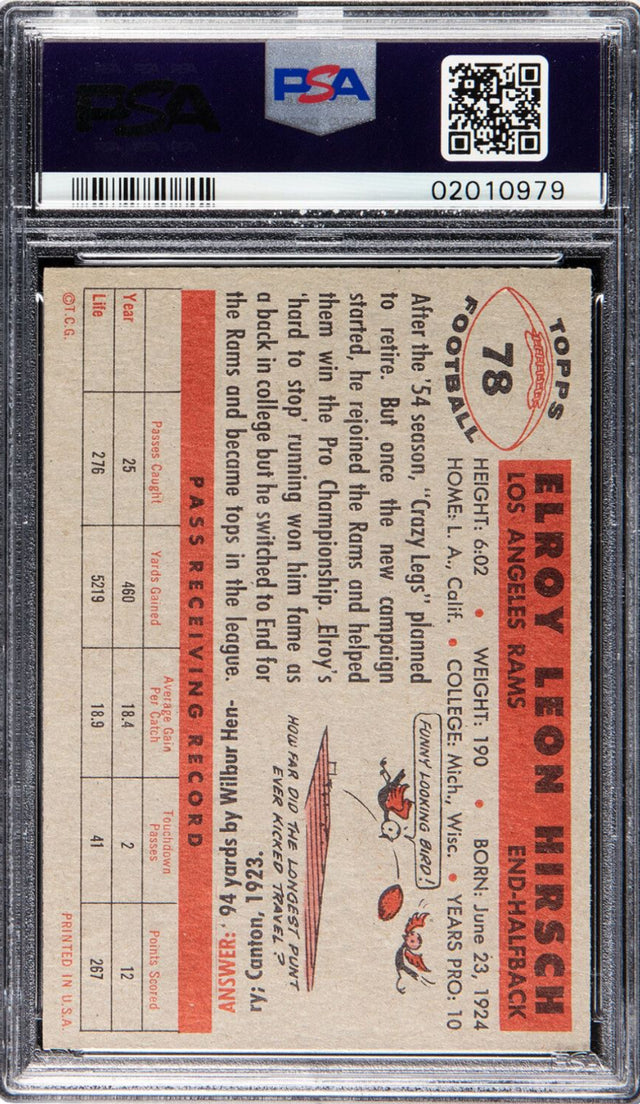 PSA
PSA
02010979
TOPPS
78
FOOTBALL
ELROY LEON HIRSCH
LOS ANGELES RAMS END-HALFBACK
HEIGHT: 6:02 • WEIGHT: 190 • BORN: June 23, 1924
HOME: L. A., Calif. • COLLEGE: Mich., Wisc. • YEARS PRO: 10
After the '54 season, "Crazy Legs" planned
to retire. But once the new campaign
started, he rejoined the Rams and helped
them win the Pro Championship. Elroy's
'hard to stop' running won him fame as
a back in college but he switched to End for
the Rams and became tops in the league.
FUNNY LOOKING BIRD!
HOW FAR DID THE LONGEST PUNT
EVER KICKED TRAVEL?
ANSWER: 94 yards by Wilbur Hen-
ry; Canton, 1923.
PASS RECEIVING RECORD
Passes Caught Yards Gained Average Gain Per Catch Touchdown Passes Points Scored
Year 25 460 18.4 2 12
Life 276 5219 18.9 41 267
©T.C.G. PRINTED IN U.S.A.